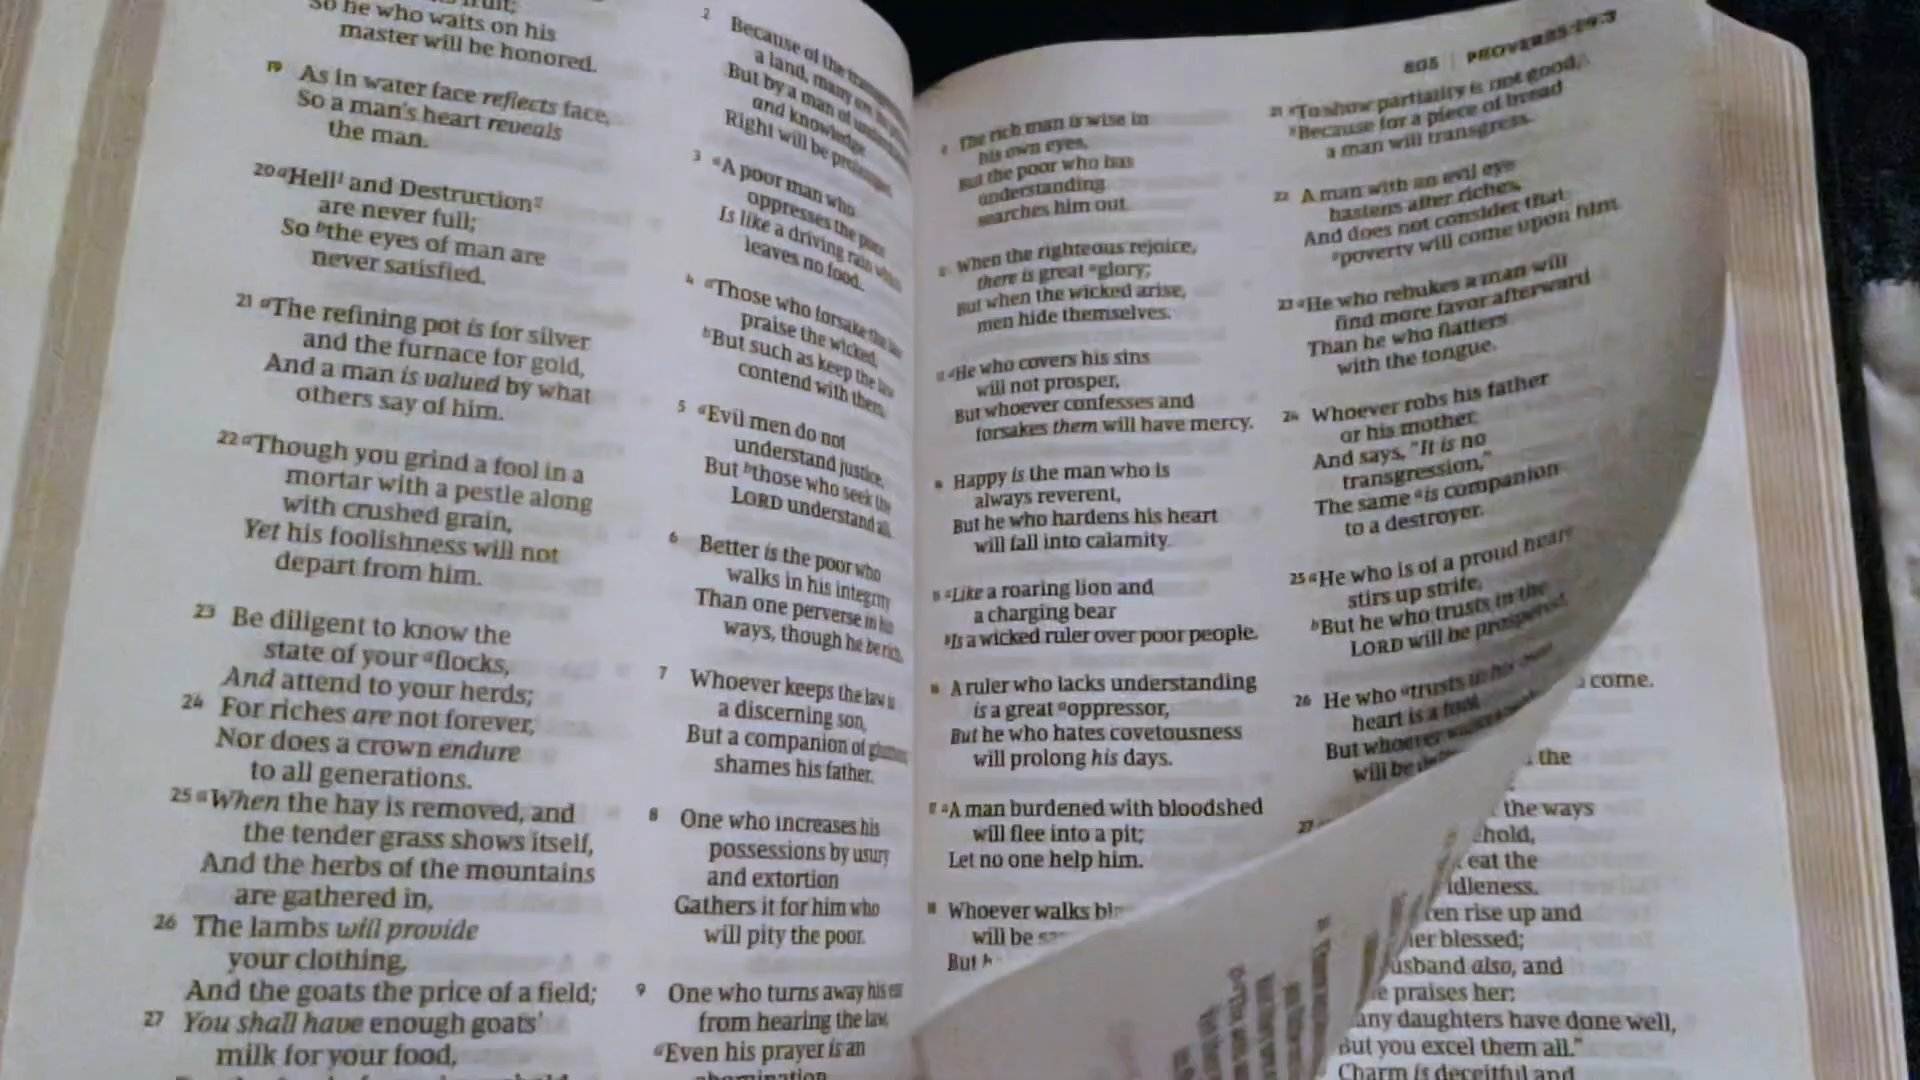 So he who waits on his
master will be honored.
19 As in water face reflects face,
So a man's heart reveals
the man.
20 a Hell1 and Destruction2
are never full;
So b the eyes of man are
never satisfied.
21 a The refining pot is for silver
and the furnace for gold,
And a man is valued by what
others say of him.
22 a Though you grind a fool in a
mortar with a pestle along
with crushed grain,
Yet his foolishness will not
depart from him.
23 Be diligent to know the
state of your a flocks,
And attend to your herds;
24 For riches are not forever,
Nor does a crown endure
to all generations.
25 a When the hay is removed, and
the tender grass shows itself,
And the herbs of the mountains
are gathered in,
26 The lambs will provide
your clothing,
And the goats the price of a field;
27 You shall have enough goats'
milk for your food,
2 Because of the
a land, many
But by a man of
and knowledge
Right will be
3 a A poor man who
oppresses the poor
Is like a driving rain which
leaves no food.
4 a Those who forsake the law
praise the wicked,
b But such as keep the law
contend with them.
5 a Evil men do not
understand justice,
But b those who seek the
LORD understand all.
6 Better is the poor who
walks in his integrity
Than one perverse in his
ways, though he be rich.
7 Whoever keeps the law is
a discerning son,
But a companion of
shames his father.
8 One who increases his
possessions by usury
and extortion
Gathers it for him who
will pity the poor.
9 One who turns away his ear
from hearing the law,
a Even his prayer is an
abomination
805 | PROVERBS 29:3
The rich man is wise in
his own eyes,
But the poor who has
understanding
searches him out.
When the righteous rejoice,
there is great a glory;
But when the wicked arise,
men hide themselves.
a He who covers his sins
will not prosper,
But whoever confesses and
forsakes them will have mercy.
Happy is the man who is
always reverent,
But he who hardens his heart
will fall into calamity.
a Like a roaring lion and
a charging bear
b Is a wicked ruler over poor people.
A ruler who lacks understanding
is a great a oppressor,
But he who hates covetousness
will prolong his days.
17 a A man burdened with bloodshed
will flee into a pit;
Let no one help him.
18 Whoever walks
will be
But
21 a To show partiality is not good,
b Because for a piece of bread
a man will transgress.
22 A man with an evil eye
hastens after riches,
And does not consider that
a poverty will come upon him.
23 a He who rebukes a man will
find more favor afterward
Than he who flatters
with the tongue.
24 Whoever robs his father
or his mother,
And says, "It is no
transgression,"
The same a is companion
to a destroyer.
25 a He who is of a proud heart
stirs up strife,
b But he who trusts in the
LORD will be prospered.
26 He who a trusts in his own
heart is a fool,
But whoever
will be
27
come.
the
the ways
eat the
idleness.
rise up and
blessed;
also, and
praises her:
daughters have done well,
But you excel them all."
Charm is deceitful and